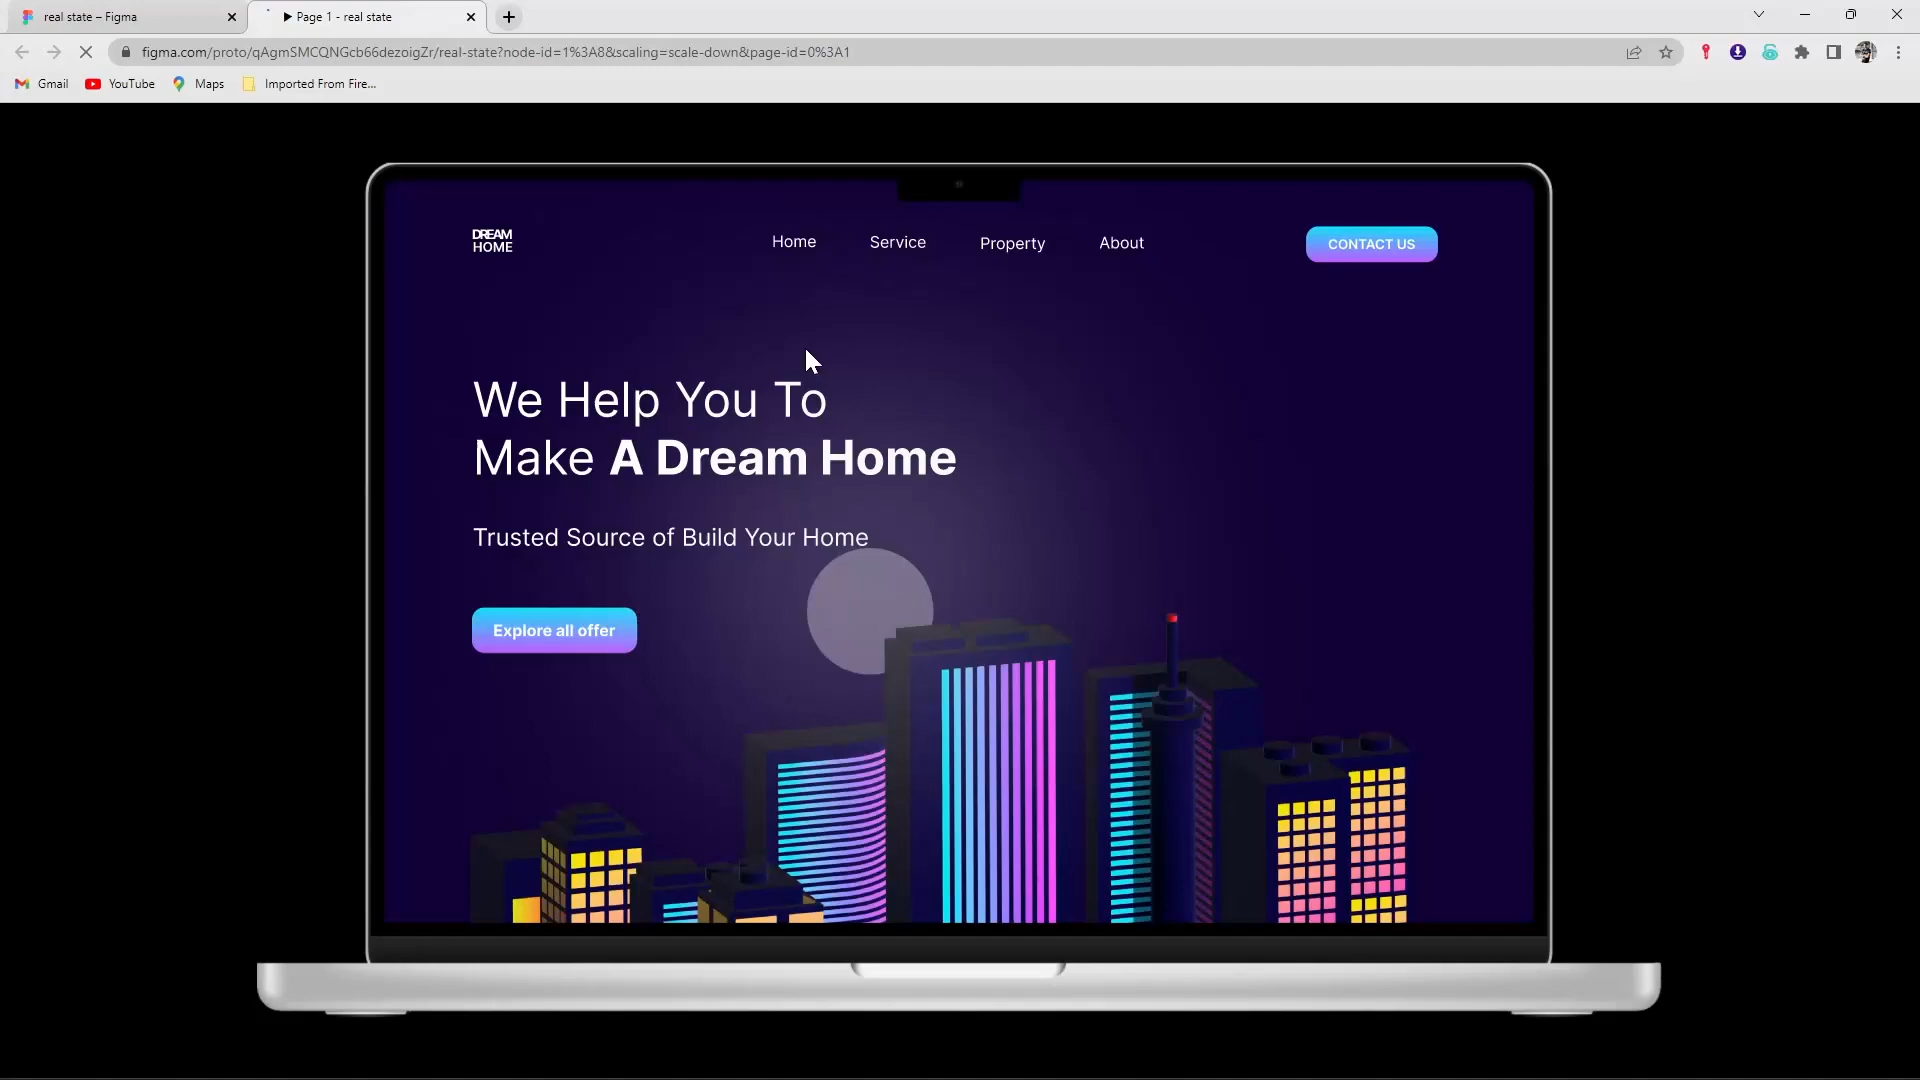 real state – Figma
Page 1 - real state
figma.com/proto/qAgmSMCQNGcb66dezoigZr/real-state?node-id=1%3A8&scaling=scale-down&page-id=0%3A1
Gmail
YouTube
Maps
Imported From Fire...
DREAM
HOME
Home
Service
Property
About
CONTACT US
We Help You To
Make A Dream Home
Trusted Source of Build Your Home
Explore all offer